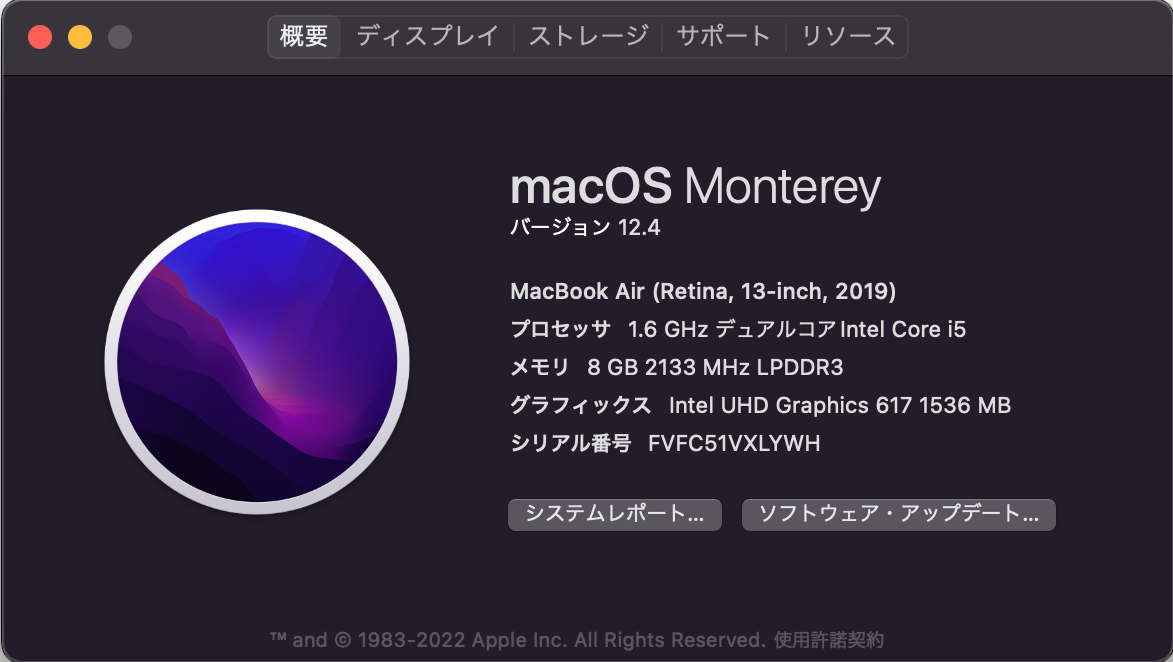 概要 ディスプレイ ストレージ サポート リソース
macOS Monterey
バージョン 12.4
MacBook Air (Retina, 13-inch, 2019)
プロセッサ 1.6 GHz デュアルコアIntel Core i5
メモリ 8 GB 2133 MHz LPDDR3
グラフィックス Intel UHD Graphics 617 1536 MB
シリアル番号 FVFC51VXLYWH
システムレポート... ソフトウェア・アップデート...
™ and © 1983-2022 Apple Inc. All Rights Reserved. 使用許諾契約